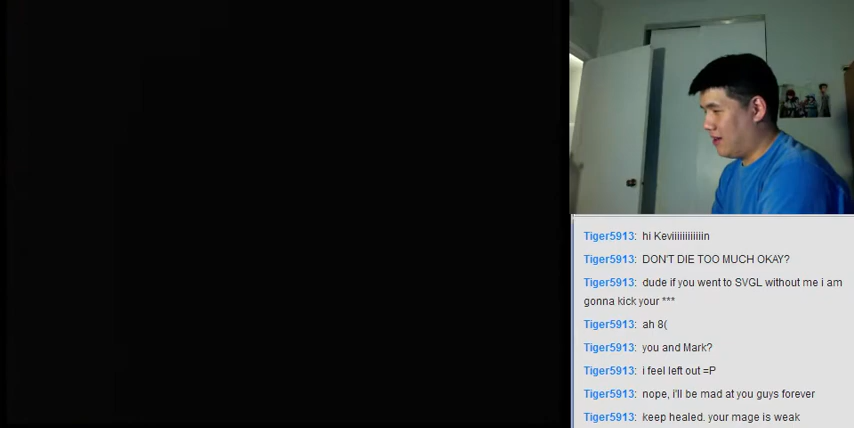 Tiger5913: hi Keviiiiiiiiiiiin
Tiger5913: DON'T DIE TOO MUCH OKAY?
Tiger5913: dude if you went to SVGL without me i am
gonna kick your ***
Tiger5913: ah 8(
Tiger5913: you and Mark?
Tiger5913: i feel left out =P
Tiger5913: nope, i'll be mad at you guys forever
Tiger5913: keep healed. your mage is weak